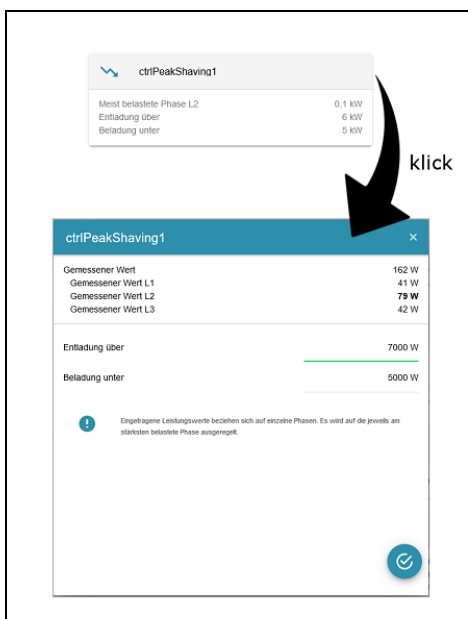 ctrlPeakShaving1
Meist belastete Phase L2 0,1 kW
Entladung über 6 kW
Beladung unter 5 kW
klick
ctrlPeakShaving1 ×
Gemessener Wert 162 W
Gemessener Wert L1 41 W
Gemessener Wert L2 79 W
Gemessener Wert L3 42 W
Entladung über 7000 W
Beladung unter 5000 W
Eingetragene Leistungswerte beziehen sich auf einzelne Phasen. Es wird auf die jeweils am
stärksten belastete Phase ausgeregelt.